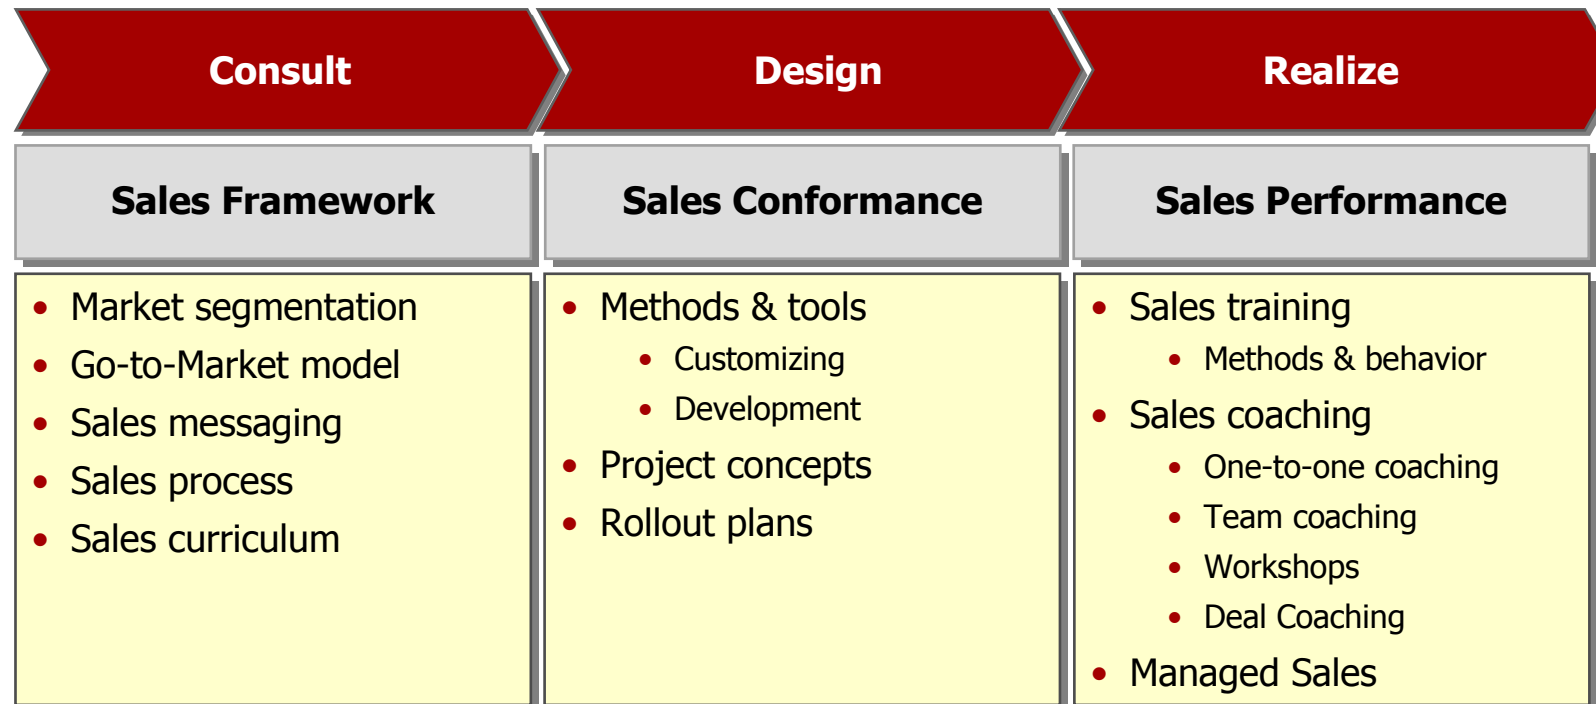 Consult
Design
Realize
Sales Framework
Sales Conformance
Sales Performance
• Market segmentation
• Go-to-Market model
• Sales messaging
• Sales process
• Sales curriculum
• Methods & tools
• Customizing
• Development
• Project concepts
• Rollout plans
• Sales training
• Methods & behavior
• Sales coaching
• One-to-one coaching
• Team coaching
• Workshops
• Deal Coaching
• Managed Sales